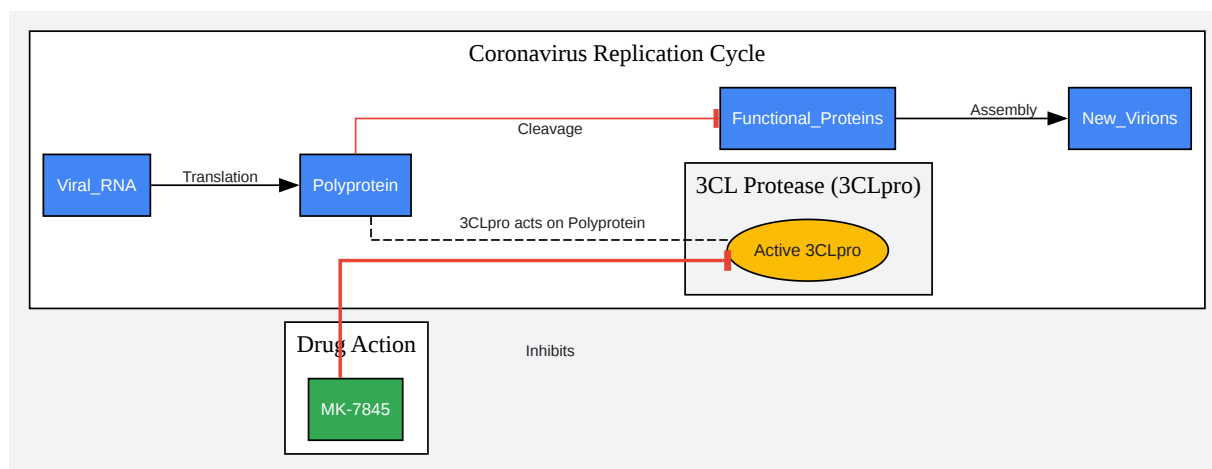 Coronavirus Replication Cycle
Functional_Proteins
Assembly
New_Virions
Cleavage
Viral_RNA
Translation
Polyprotein
3CL Protease (3CLpro)
3CLpro acts on Polyprotein
Active 3CLpro
Drug Action
Inhibits
MK-7845